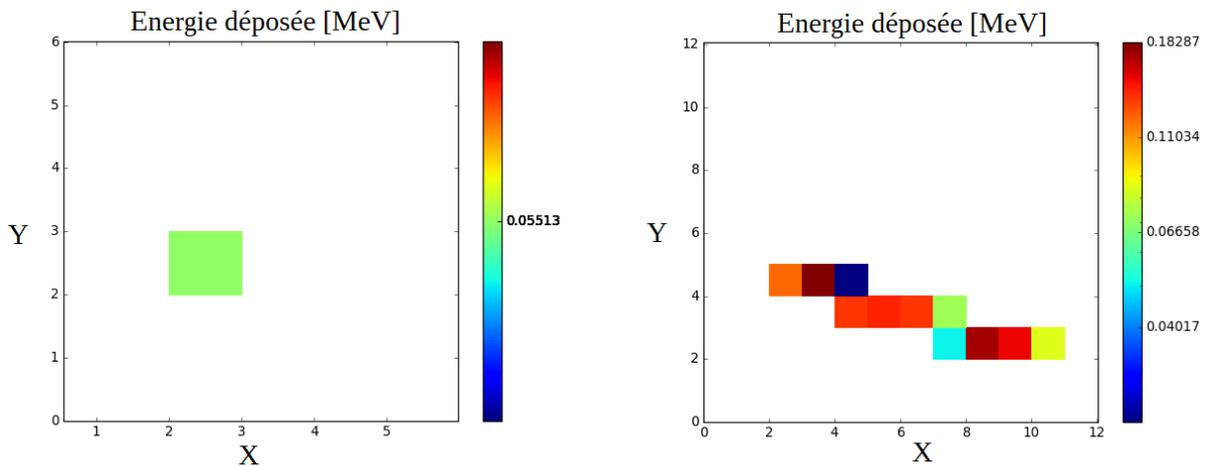 Energie déposée [MeV]
6
5
4
3
2
1
0
Y
1 2 3 4 5
X
0.05513
Energie déposée [MeV]
12
10
8
6
4
2
0
Y
0 2 4 6 8 10 12
X
0.18287
0.11034
0.06658
0.04017